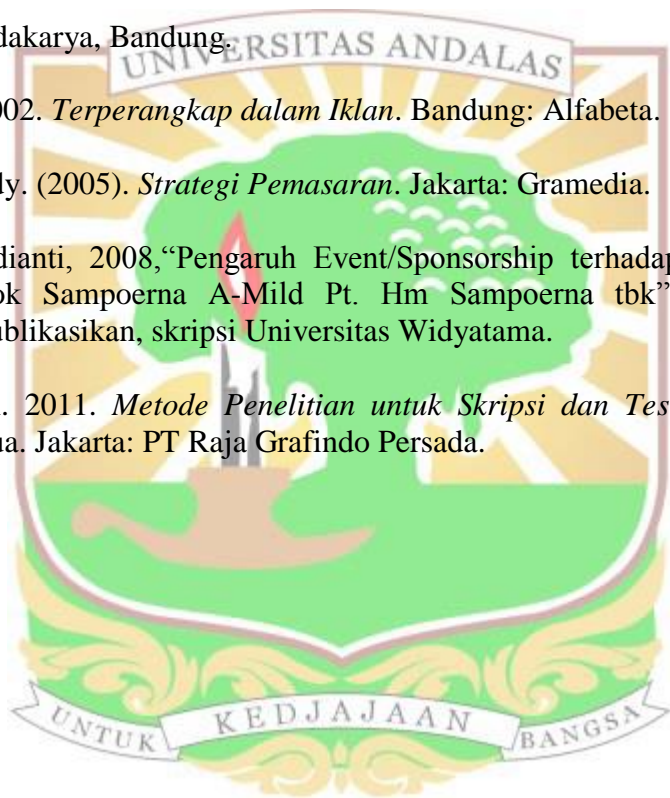 dakarya, Bandung.
UNIVERSITAS ANDALAS
002. Terperangkap dalam Iklan. Bandung: Alfabeta.
dy. (2005). Strategi Pemasaran. Jakarta: Gramedia.
dianti, 2008,“Pengaruh Event/Sponsorship terhadap
ok Sampoerna A-Mild Pt. Hm Sampoerna tbk”
ublikasikan, skripsi Universitas Widyatama.
. 2011. Metode Penelitian untuk Skripsi dan Tes
ua. Jakarta: PT Raja Grafindo Persada.
UNTUK KEDJAJAAN BANGSA